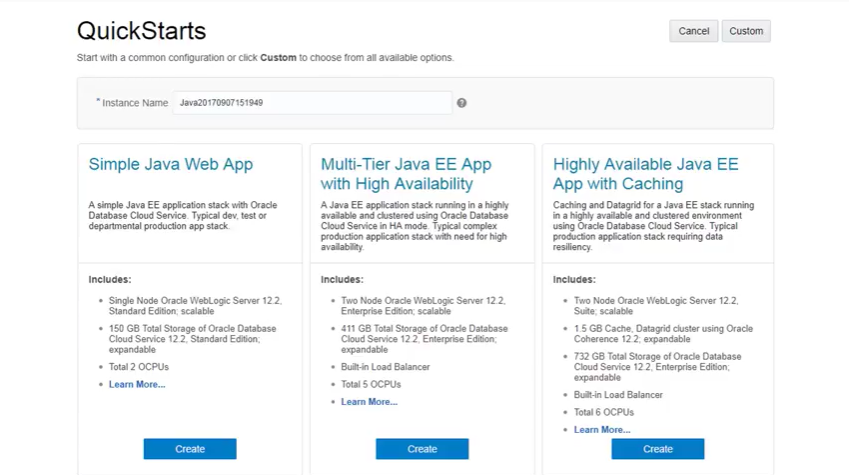 QuickStarts
Cancel
Custom
Start with a common configuration or click Custom to choose from all available options.
* Instance Name
Java20170907151949
?
Simple Java Web App
A simple Java EE application stack with Oracle
Database Cloud Service. Typical dev, test or
departmental production app stack.
Includes:
• Single Node Oracle WebLogic Server 12.2,
Standard Edition; scalable
• 150 GB Total Storage of Oracle Database
Cloud Service 12.2, Standard Edition;
expandable
• Total 2 OCPUs
• Learn More...
Create
Multi-Tier Java EE App
with High Availability
A Java EE application stack running in a highly
available and clustered using Oracle Database
Cloud Service in HA mode. Typical complex
production application stack with need for high
availability.
Includes:
• Two Node Oracle WebLogic Server 12.2,
Enterprise Edition; scalable
• 411 GB Total Storage of Oracle Database
Cloud Service 12.2, Enterprise Edition;
expandable
• Built-in Load Balancer
• Total 5 OCPUs
• Learn More...
Create
Highly Available Java EE
App with Caching
Caching and Datagrid for a Java EE stack running
in a highly available and clustered environment
using Oracle Database Cloud Service. Typical
production application stack requiring data
resiliency.
Includes:
• Two Node Oracle WebLogic Server 12.2,
Suite; scalable
• 1.5 GB Cache, Datagrid cluster using Oracle
Coherence 12.2; expandable
• 732 GB Total Storage of Oracle Database
Cloud Service 12.2, Enterprise Edition;
expandable
• Built-in Load Balancer
• Total 6 OCPUs
• Learn More...
Create